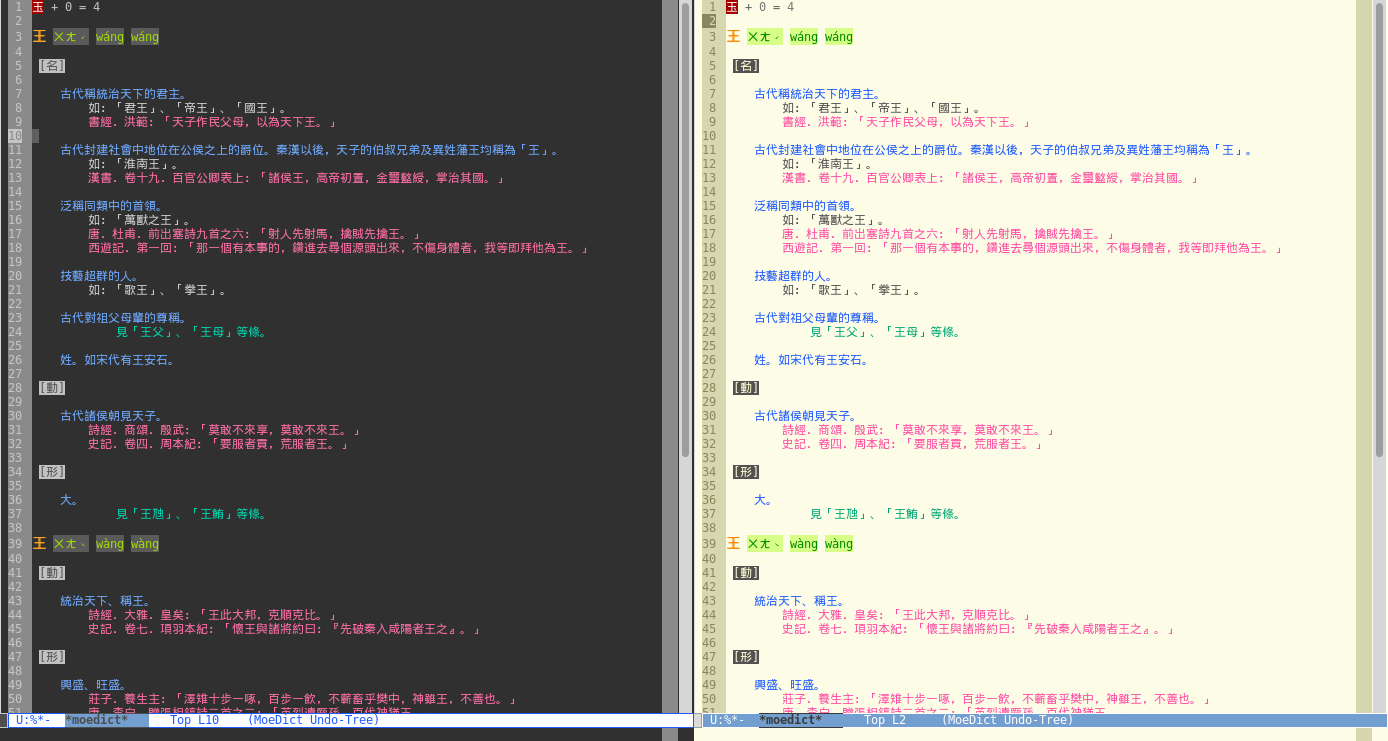 1 玉 + 0 = 4
2
3 王 ㄨㄤˊ wáng wáng
4
5 [名]
6
7 古代稱統治天下的君主。
8 如:「君王」、「帝王」、「國王」。
9 書經．洪範:「天子作民父母，以為天下王。」
10
11 古代封建社會中地位在公侯之上的爵位。秦漢以後，天子的伯叔兄弟及異姓藩王均稱為「王」。
12 如:「淮南王」。
13 漢書．卷十九．百官公卿表上:「諸侯王，高帝初置，金璽盭綬，掌治其國。」
14
15 泛稱同類中的首領。
16 如:「萬獸之王」。
17 唐．杜甫．前出塞詩九首之六:「射人先射馬，擒賊先擒王。」
18 西遊記．第一回:「那一個有本事的，鑽進去尋個源頭出來，不傷身體者，我等即拜他為王。」
19
20 技藝超群的人。
21 如:「歌王」、「拳王」。
22
23 古代對祖父母輩的尊稱。
24 見「王父」、「王母」等條。
25
26 姓。如宋代有王安石。
27
28 [動]
29
30 古代諸侯朝見天子。
31 詩經．商頌．殷武:「莫敢不來享，莫敢不來王。」
32 史記．卷四．周本紀:「要服者貢，荒服者王。」
33
34 [形]
35
36 大。
37 見「王虺」、「王鮪」等條。
38
39 王 ㄨㄤˋ wàng wàng
40
41 [動]
42
43 統治天下、稱王。
44 詩經．大雅．皇矣:「王此大邦，克順克比。」
45 史記．卷七．項羽本紀:「懷王與諸將約曰:『先破秦入咸陽者王之』。」
46
47 [形]
48
49 興盛、旺盛。
50 莊子．養生主:「澤雉十步一啄，百步一飲，不蘄畜乎樊中，神雖王，不善也。」
U:%*- *moedict* Top L10 (MoeDict Undo-Tree)
1 玉 + 0 = 4
2
3 王 ㄨㄤˊ wáng wáng
4
5 [名]
6
7 古代稱統治天下的君主。
8 如:「君王」、「帝王」、「國王」。
9 書經．洪範:「天子作民父母，以為天下王。」
10
11 古代封建社會中地位在公侯之上的爵位。秦漢以後，天子的伯叔兄弟及異姓藩王均稱為「王」。
12 如:「淮南王」。
13 漢書．卷十九．百官公卿表上:「諸侯王，高帝初置，金璽盭綬，掌治其國。」
14
15 泛稱同類中的首領。
16 如:「萬獸之王」。
17 唐．杜甫．前出塞詩九首之六:「射人先射馬，擒賊先擒王。」
18 西遊記．第一回:「那一個有本事的，鑽進去尋個源頭出來，不傷身體者，我等即拜他為王。」
19
20 技藝超群的人。
21 如:「歌王」、「拳王」。
22
23 古代對祖父母輩的尊稱。
24 見「王父」、「王母」等條。
25
26 姓。如宋代有王安石。
27
28 [動]
29
30 古代諸侯朝見天子。
31 詩經．商頌．殷武:「莫敢不來享，莫敢不來王。」
32 史記．卷四．周本紀:「要服者貢，荒服者王。」
33
34 [形]
35
36 大。
37 見「王虺」、「王鮪」等條。
38
39 王 ㄨㄤˋ wàng wàng
40
41 [動]
42
43 統治天下、稱王。
44 詩經．大雅．皇矣:「王此大邦，克順克比。」
45 史記．卷七．項羽本紀:「懷王與諸將約曰:『先破秦入咸陽者王之』。」
46
47 [形]
48
49 興盛、旺盛。
50 莊子．養生主:「澤雉十步一啄，百步一飲，不蘄畜乎樊中，神雖王，不善也。」
U:%*- *moedict* Top L2 (MoeDict Undo-Tree)